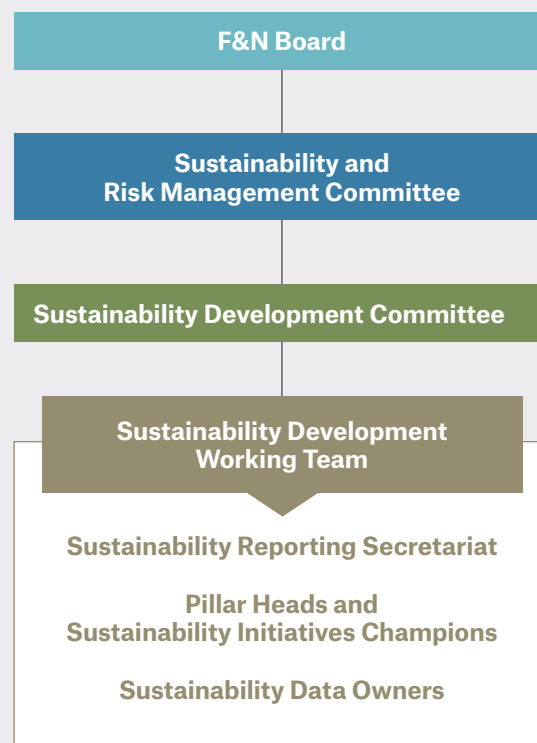 F&N Board
Sustainability and
Risk Management Committee
Sustainability Development Committee
Sustainability Development
Working Team
Sustainability Reporting Secretariat
Pillar Heads and
Sustainability Initiatives Champions
Sustainability Data Owners